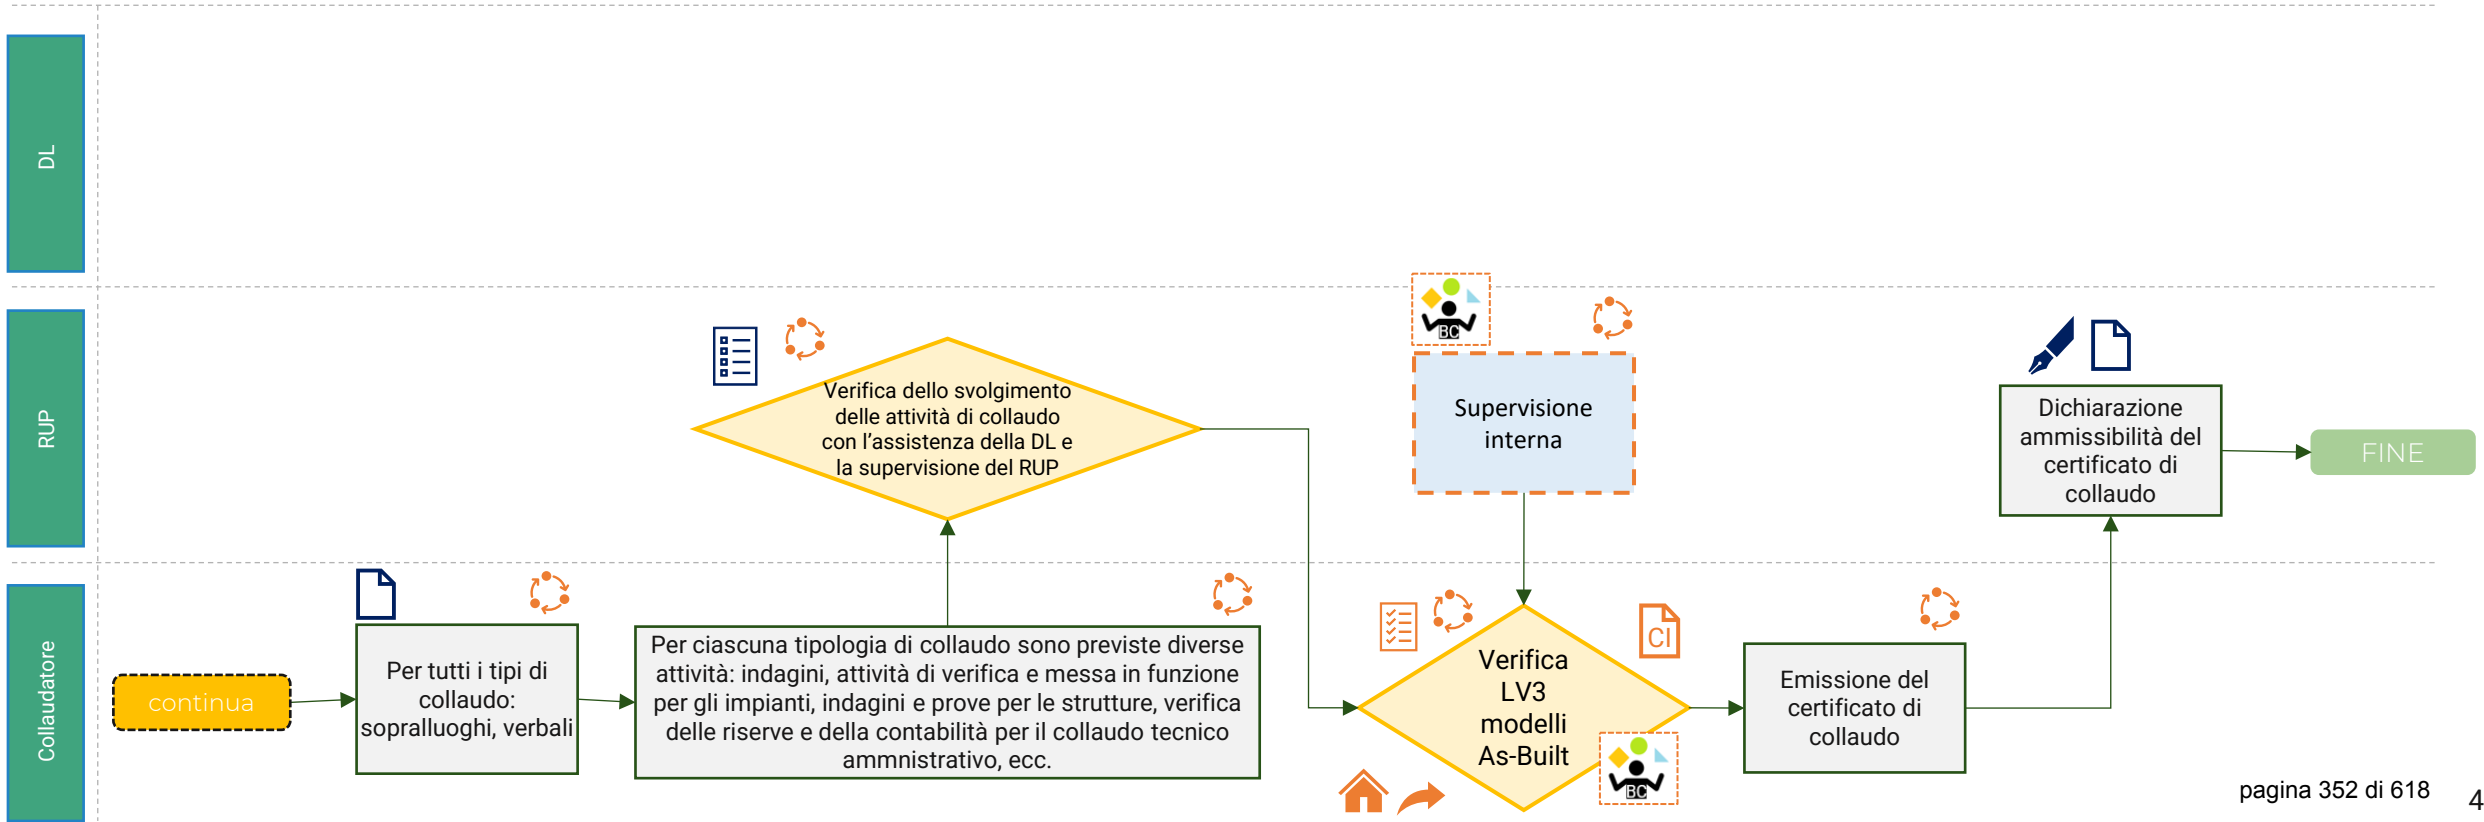 DL
RUP
Verifica dello svolgimento
delle attività di collaudo
con l'assistenza della DL e
la supervisione del RUP
BC
Supervisione
interna
Dichiarazione
ammissibilità del
certificato di
collaudo
FINE
Collaudatore
continua
Per tutti i tipi di
collaudo:
sopralluoghi, verbali
Per ciascuna tipologia di collaudo sono previste diverse
attività: indagini, attività di verifica e messa in funzione
per gli impianti, indagini e prove per le strutture, verifica
delle riserve e della contabilità per il collaudo tecnico
ammnistrativo, ecc.
Verifica
LV3
modelli
As-Built
CI
BC
Emissione del
certificato di
collaudo
pagina 352 di 618
4